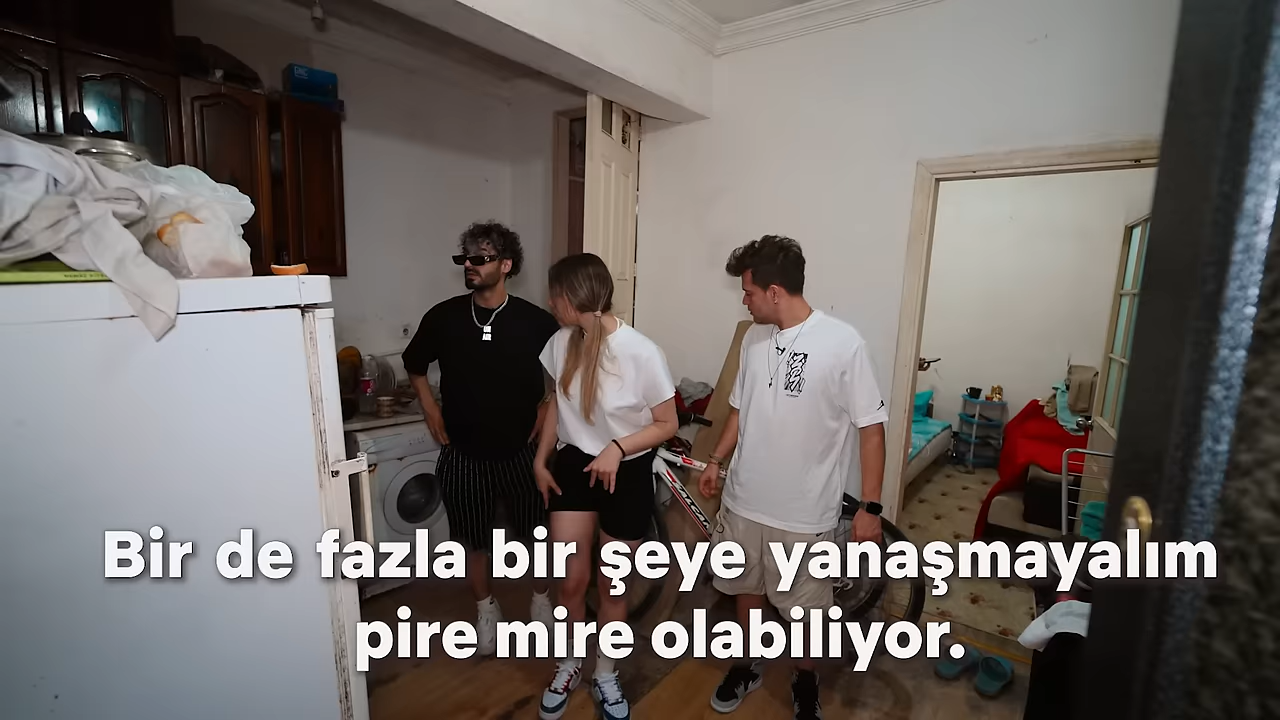 Bir de fazla bir şeye yanaşmayalım
pire mire olabiliyor.